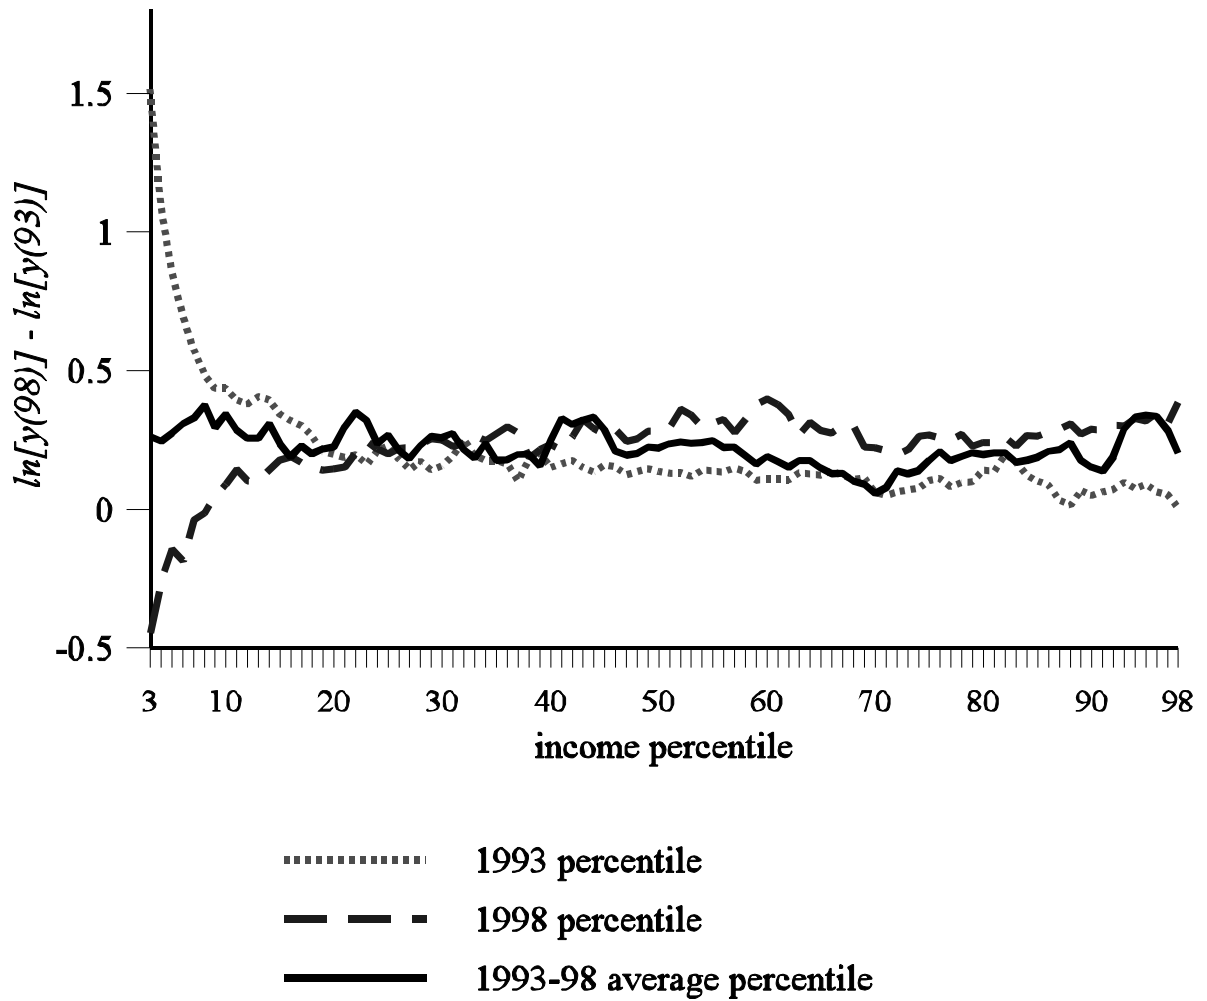 1.5
1
0.5
0
-0.5
ln[y(98)] - ln[y(93)]
3 10 20 30 40 50 60 70 80 90 98
income percentile
1993 percentile
1998 percentile
1993-98 average percentile